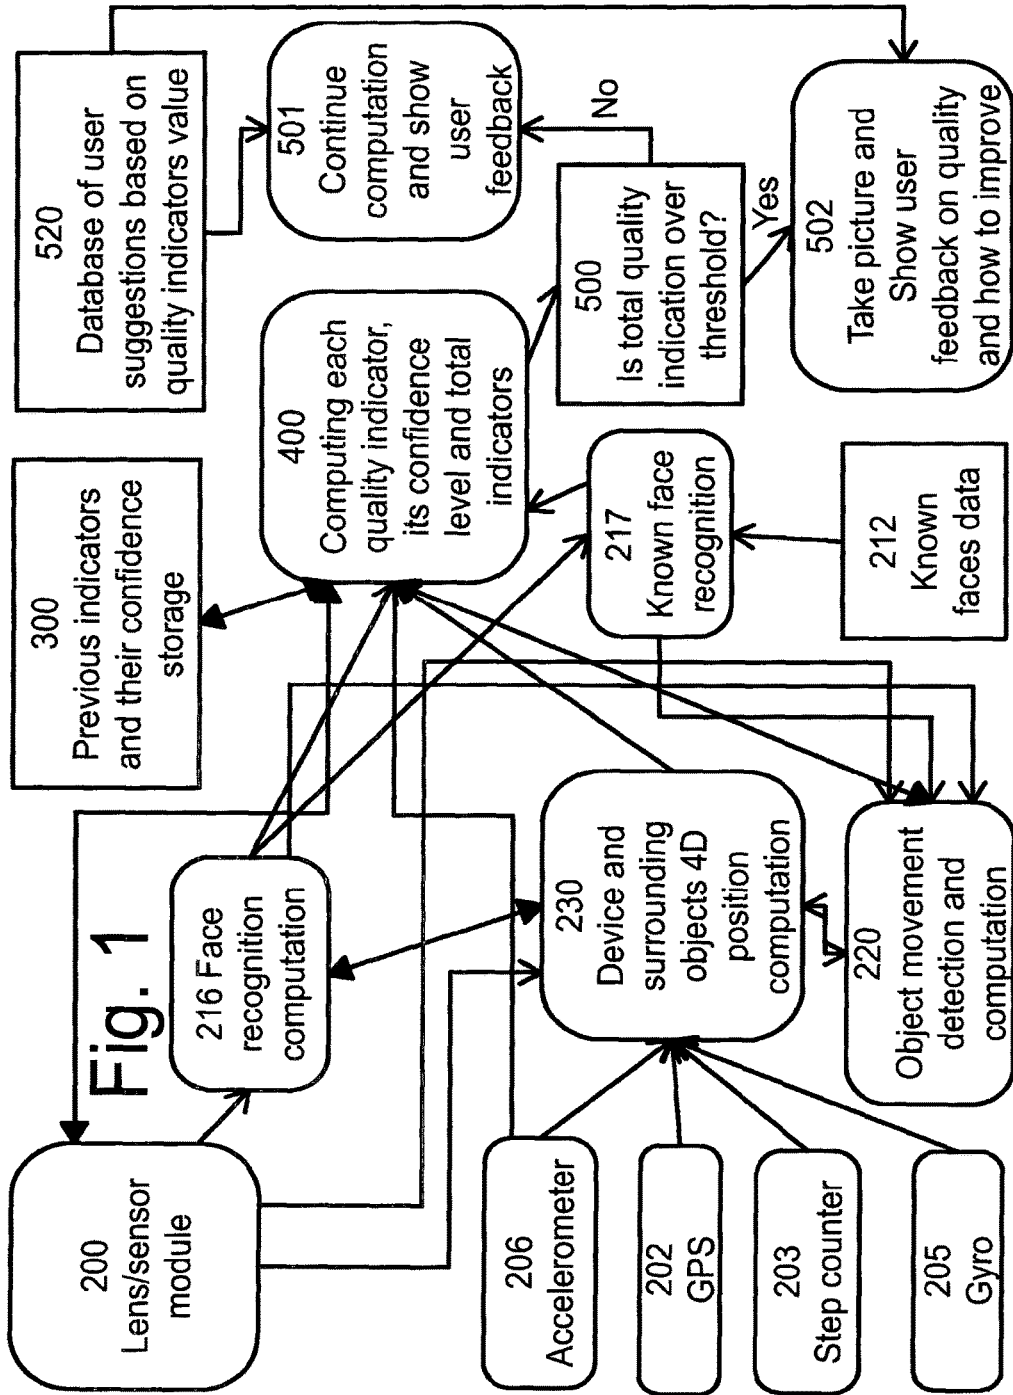 Fig. 1
200
Lens/sensor
module
216 Face
recognition
computation
300
Previous indicators
and their confidence
storage
520
Database of user
suggestions based on
quality indicators value
400
Computing each
quality indicator,
its confidence
level and total
indicators
501
Continue
computation
and show
user
feedback
No
206
Accelerometer
202
GPS
203
Step counter
205
Gyro
230
Device and
surrounding
objects 4D
position
computation
220
Object movement
detection and
computation
217
Known face
recognition
212
Known
faces data
500
Is total quality
indication over
threshold?
Yes
502
Take picture and
Show user
feedback on quality
and how to improve